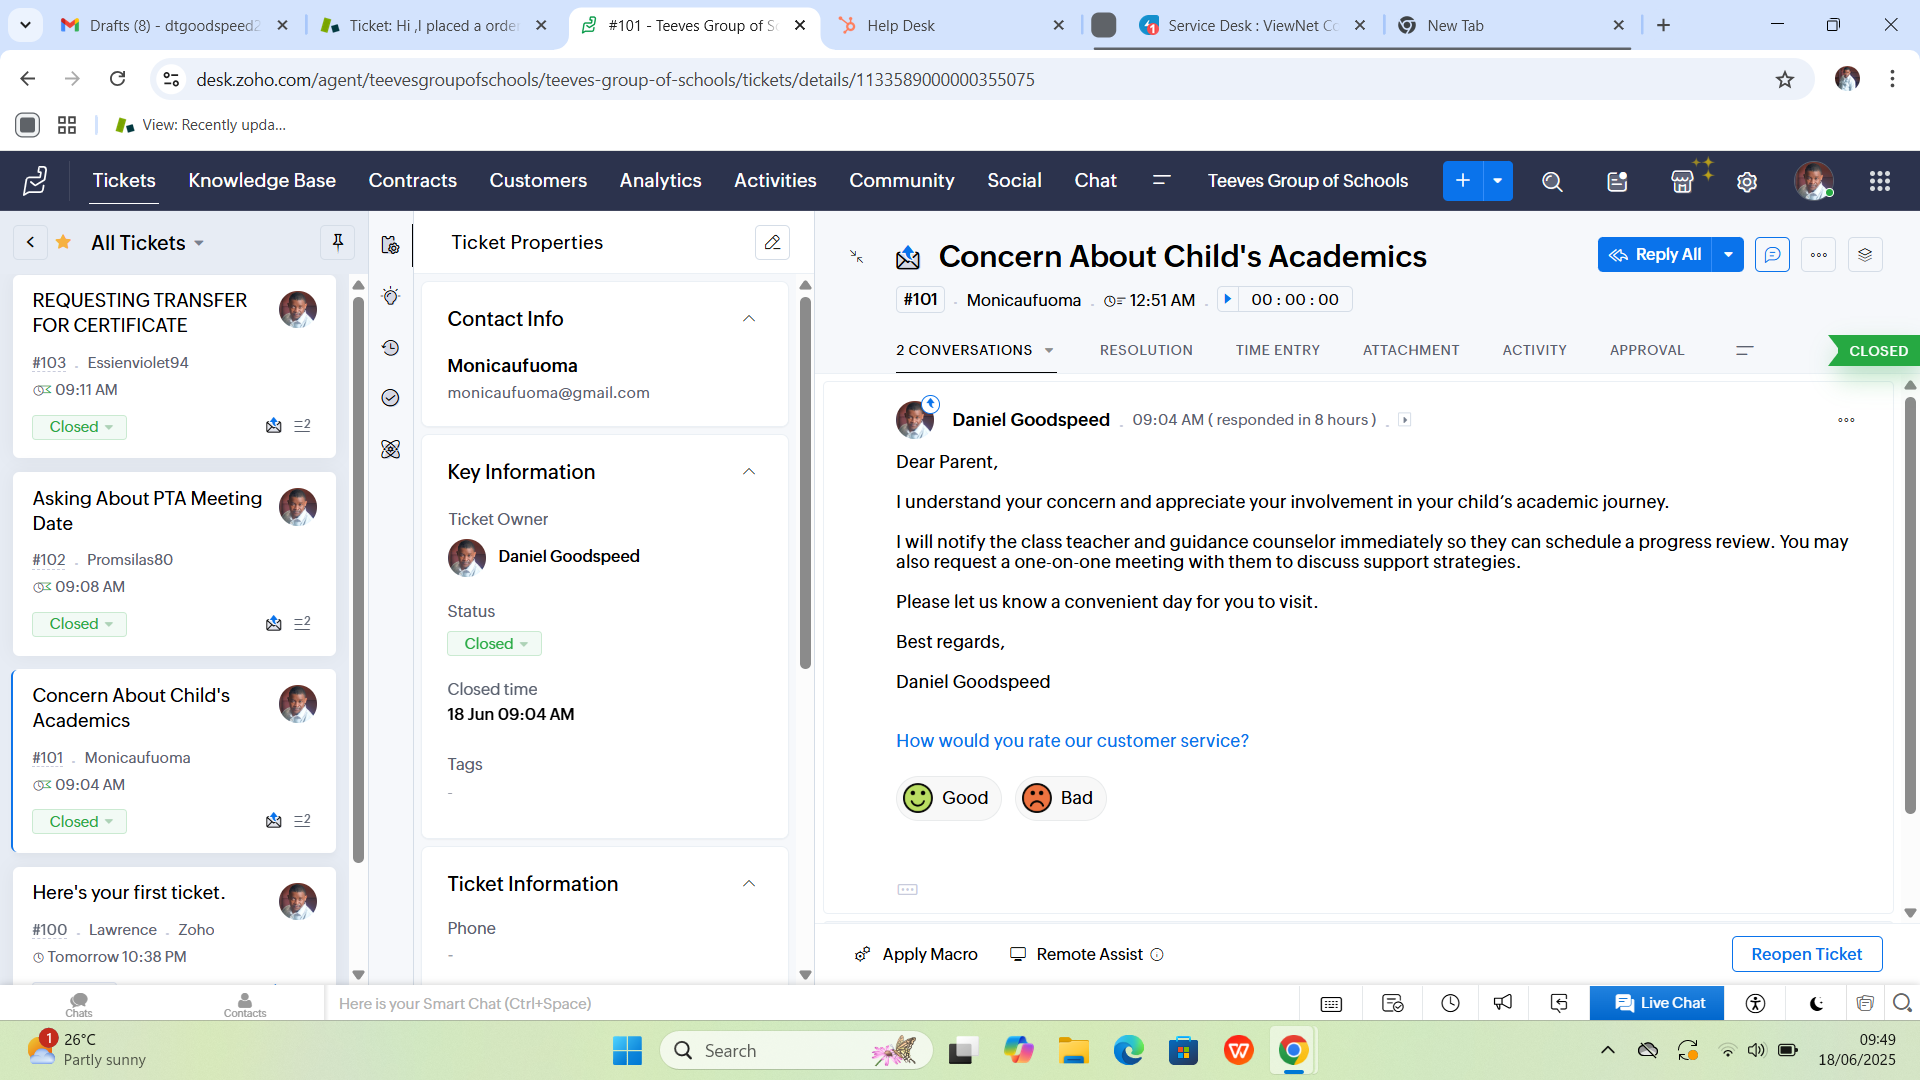 Drafts (8) - dtgoodspeed2
Ticket: Hi ,I placed a orde
#101 - Teeves Group of S
Help Desk
Service Desk : ViewNet Co
New Tab
desk.zoho.com/agent/teevesgroupofschools/teeves-group-of-schools/tickets/details/1133589000000355075
View: Recently upda...
Tickets
Knowledge Base
Contracts
Customers
Analytics
Activities
Community
Social
Chat
Teeves Group of Schools
All Tickets
REQUESTING TRANSFER
FOR CERTIFICATE
#103 . Essienviolet94
09:11 AM
Closed
2
Asking About PTA Meeting
Date
#102 . Promsilas80
09:08 AM
Closed
2
Concern About Child's
Academics
#101 . Monicaufuoma
09:04 AM
Closed
2
Here's your first ticket.
#100 . Lawrence . Zoho
Tomorrow 10:38 PM
Ticket Properties
Contact Info
Monicaufuoma
monicaufuoma@gmail.com
Key Information
Ticket Owner
Daniel Goodspeed
Status
Closed
Closed time
18 Jun 09:04 AM
Tags
-
Ticket Information
Phone
-
Concern About Child's Academics
Reply All
#101 . Monicaufuoma . 12:51 AM . 00 : 00 : 00
2 CONVERSATIONS
RESOLUTION
TIME ENTRY
ATTACHMENT
ACTIVITY
APPROVAL
CLOSED
Daniel Goodspeed . 09:04 AM ( responded in 8 hours ) .
Dear Parent,
I understand your concern and appreciate your involvement in your child’s academic journey.
I will notify the class teacher and guidance counselor immediately so they can schedule a progress review. You may
also request a one-on-one meeting with them to discuss support strategies.
Please let us know a convenient day for you to visit.
Best regards,
Daniel Goodspeed
How would you rate our customer service?
Good
Bad
Apply Macro
Remote Assist
Reopen Ticket
Chats
Contacts
Here is your Smart Chat (Ctrl+Space)
Live Chat
1
26°C
Partly sunny
Search
09:49
18/06/2025